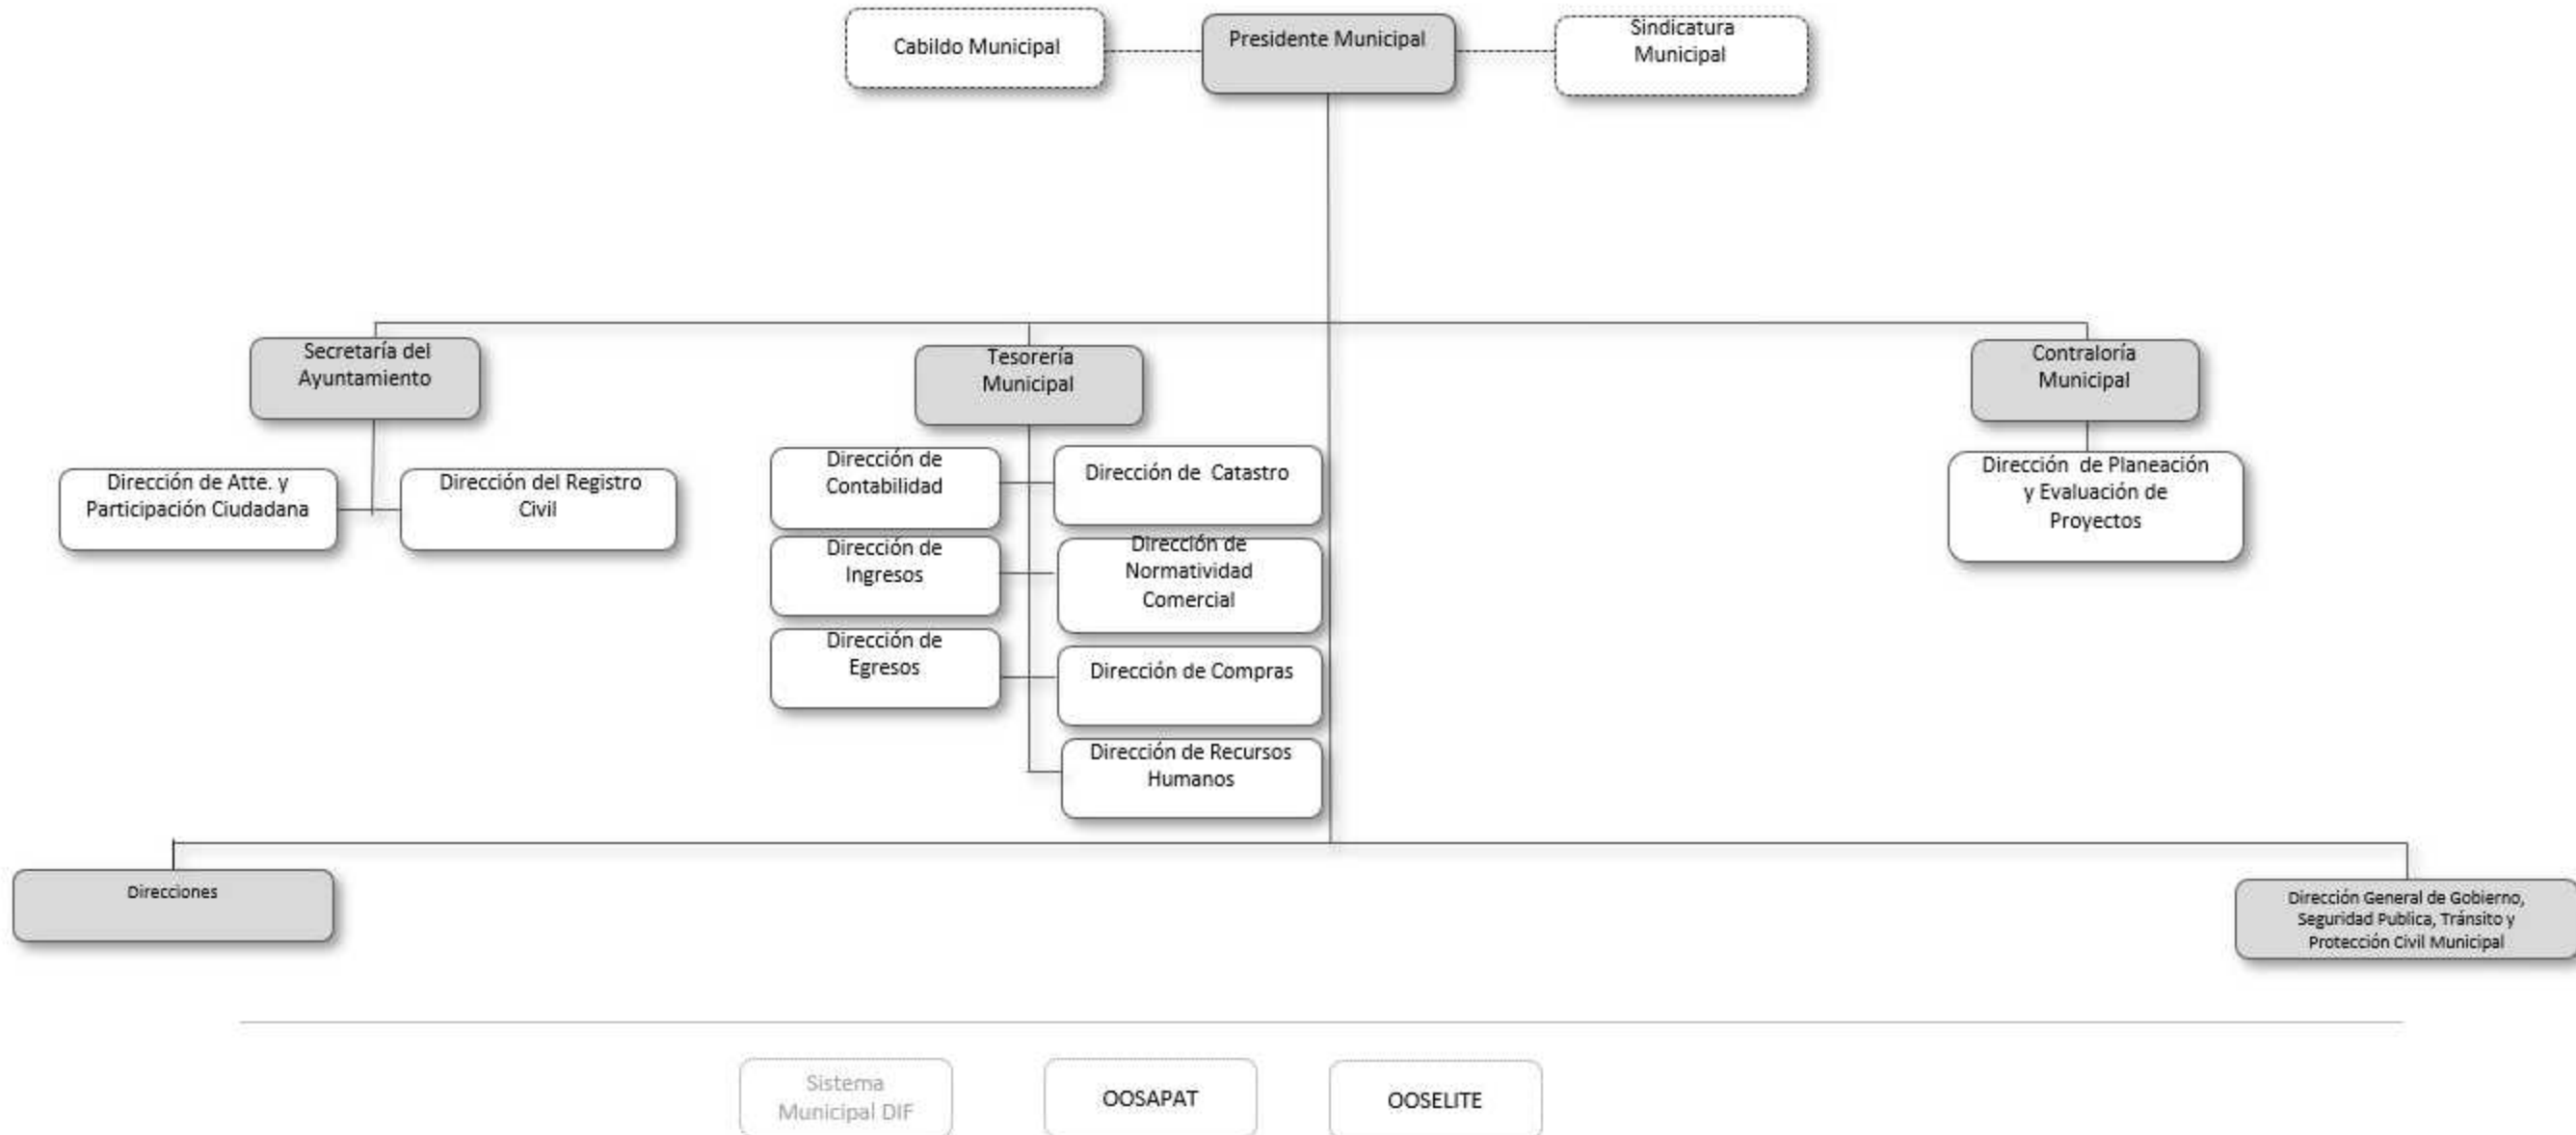 Cabildo Municipal
Presidente Municipal
Sindicatura
Municipal
Secretaría del
Ayuntamiento
Tesorería
Municipal
Contraloría
Municipal
Dirección de Atte. y
Participación Ciudadana
Dirección del Registro
Civil
Dirección de
Contabilidad
Dirección de Catastro
Dirección de Planeación
y Evaluación de
Proyectos
Dirección de
Ingresos
Dirección de
Normatividad
Comercial
Dirección de
Egresos
Dirección de Compras
Dirección de Recursos
Humanos
Direcciones
Dirección General de Gobierno,
Seguridad Publica, Tránsito y
Protección Civil Municipal
Sistema
Municipal DIF
OOSAPAT
OOSELITE